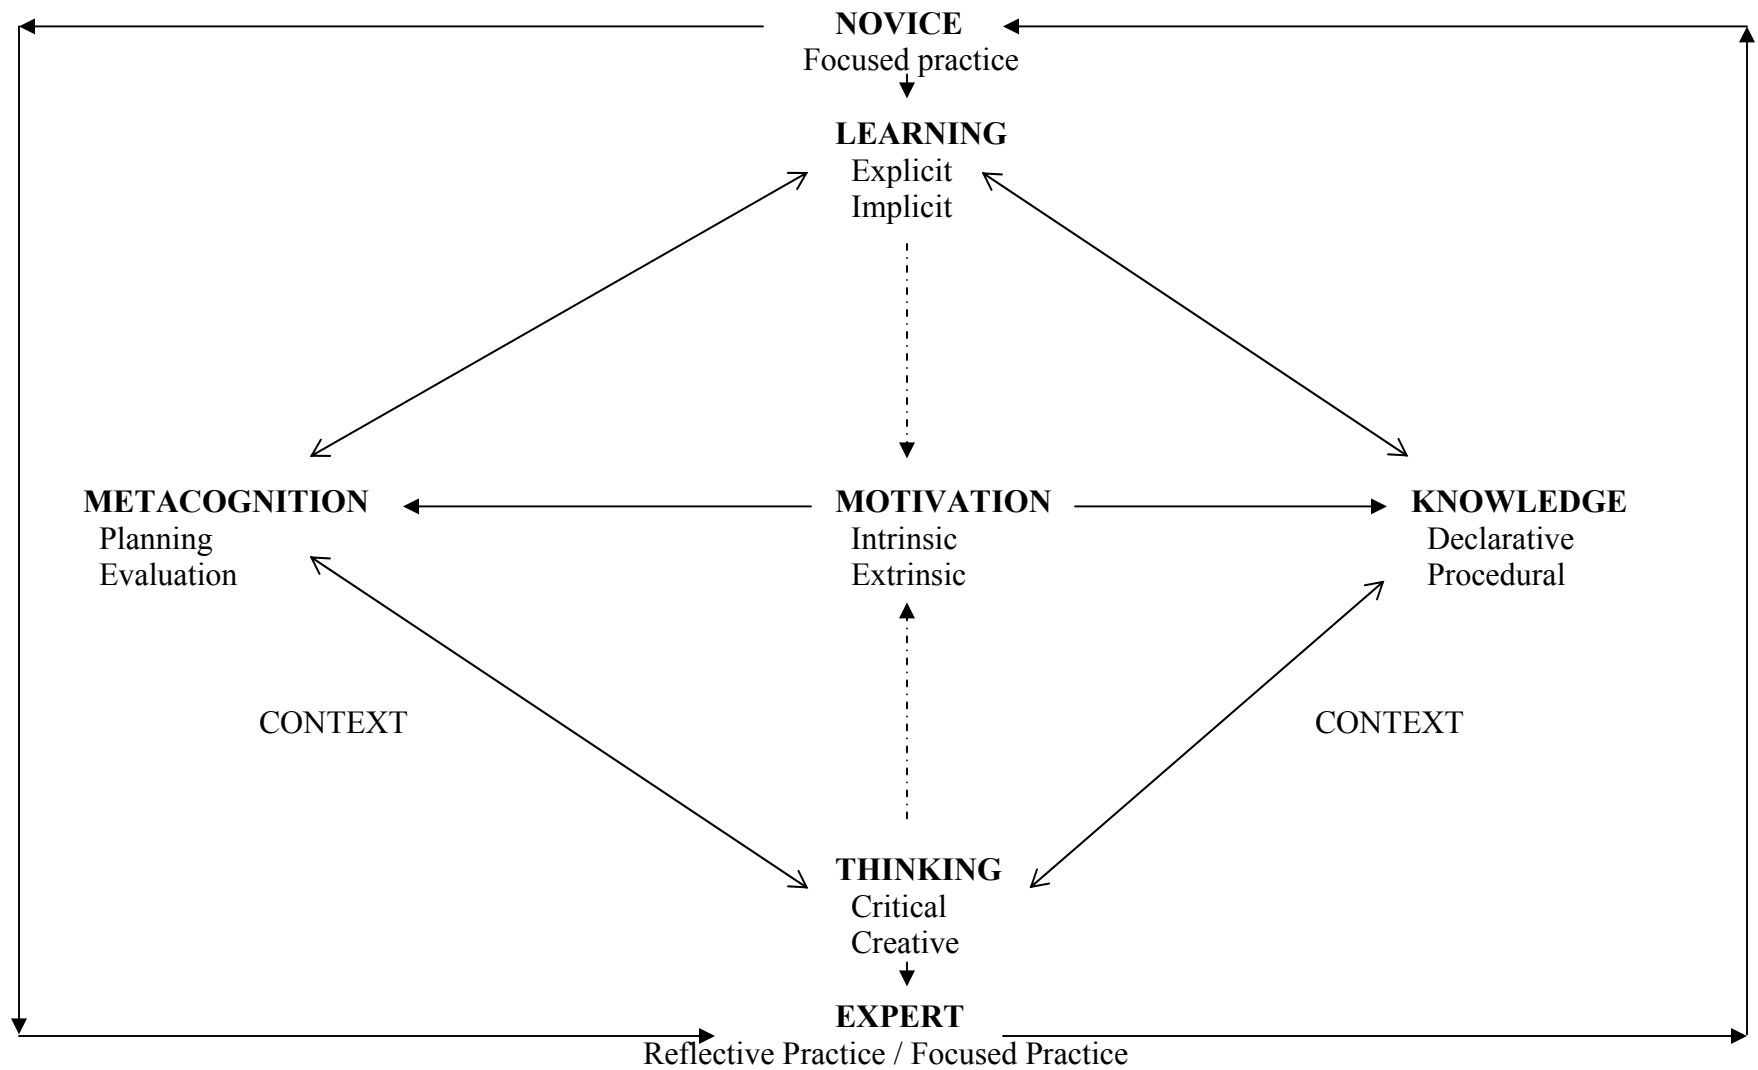 NOVICE
Focused practice
LEARNING
Explicit
Implicit
METACOGNITION
Planning
Evaluation
MOTIVATION
Intrinsic
Extrinsic
KNOWLEDGE
Declarative
Procedural
CONTEXT
CONTEXT
THINKING
Critical
Creative
EXPERT
Reflective Practice / Focused Practice